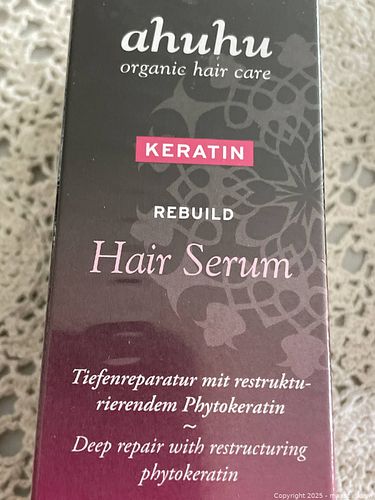 ahuhu
organic hair care
KERATIN
REBUILD
Hair Serum
Tiefenreparatur mit restruktu-
rierendem Phytokeratin
~
Deep repair with restructuring
phytokeratin